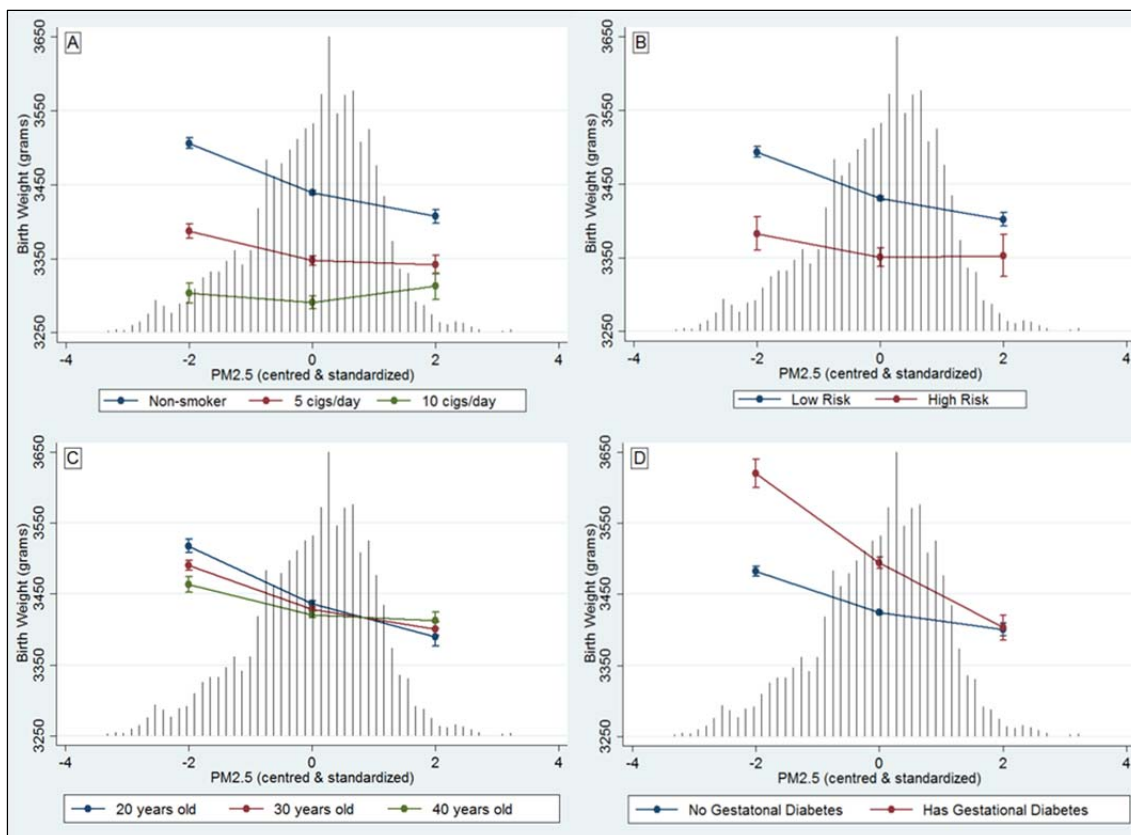 A
Birth Weight (grams)
3650
3550
3450
3350
3250
-4 -2 0 2 4
PM2.5 (centred & standardized)
Non-smoker 5 cigs/day 10 cigs/day
B
Birth Weight (grams)
3650
3550
3450
3350
3250
-4 -2 0 2 4
PM2.5 (centred & standardized)
Low Risk High Risk
C
Birth Weight (grams)
3650
3550
3450
3350
3250
-4 -2 0 2 4
PM2.5 (centred & standardized)
20 years old 30 years old 40 years old
D
Birth Weight (grams)
3650
3550
3450
3350
3250
-4 -2 0 2 4
PM2.5 (centred & standardized)
No Gestatonal Diabetes Has Gestational Diabetes